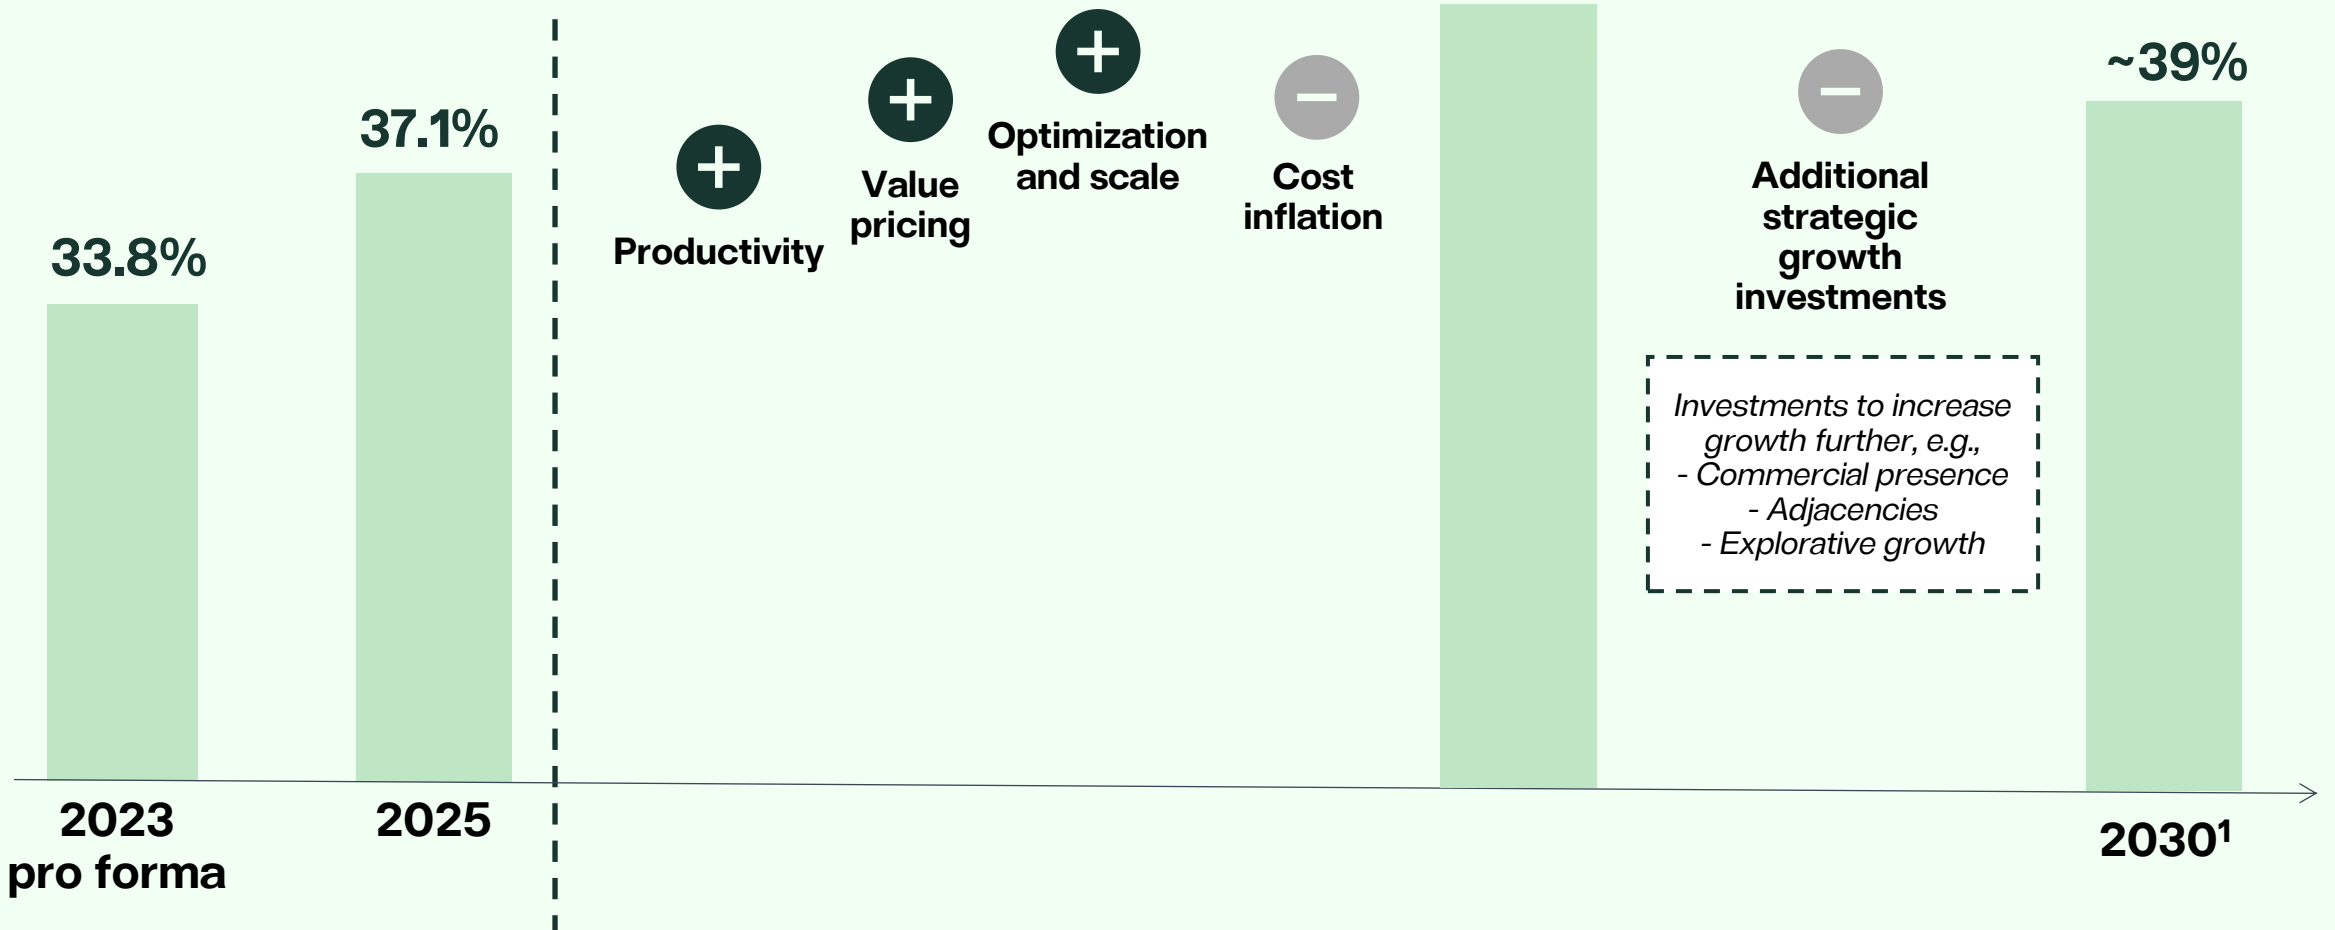 33.8%
37.1%
Productivity
Value
pricing
Optimization
and scale
Cost
inflation
Additional
strategic
growth
investments
Investments to increase
growth further, e.g.,
- Commercial presence
- Adjacencies
- Explorative growth
~39%
2023
pro forma
2025
2030¹